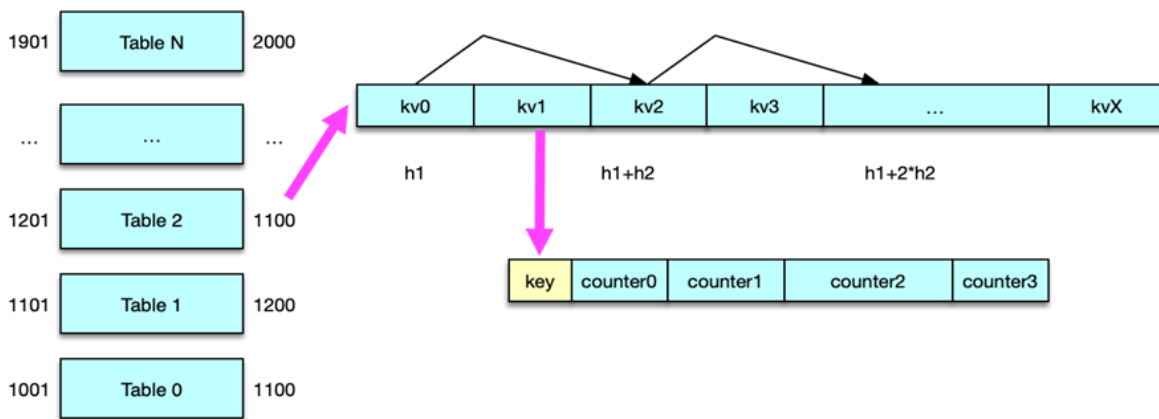 1901 Table N 2000
... ... ...
1201 Table 2 1100
1101 Table 1 1200
1001 Table 0 1100
kv0 kv1 kv2 kv3 ... kvX
h1 h1+h2 h1+2*h2
key counter0 counter1 counter2 counter3